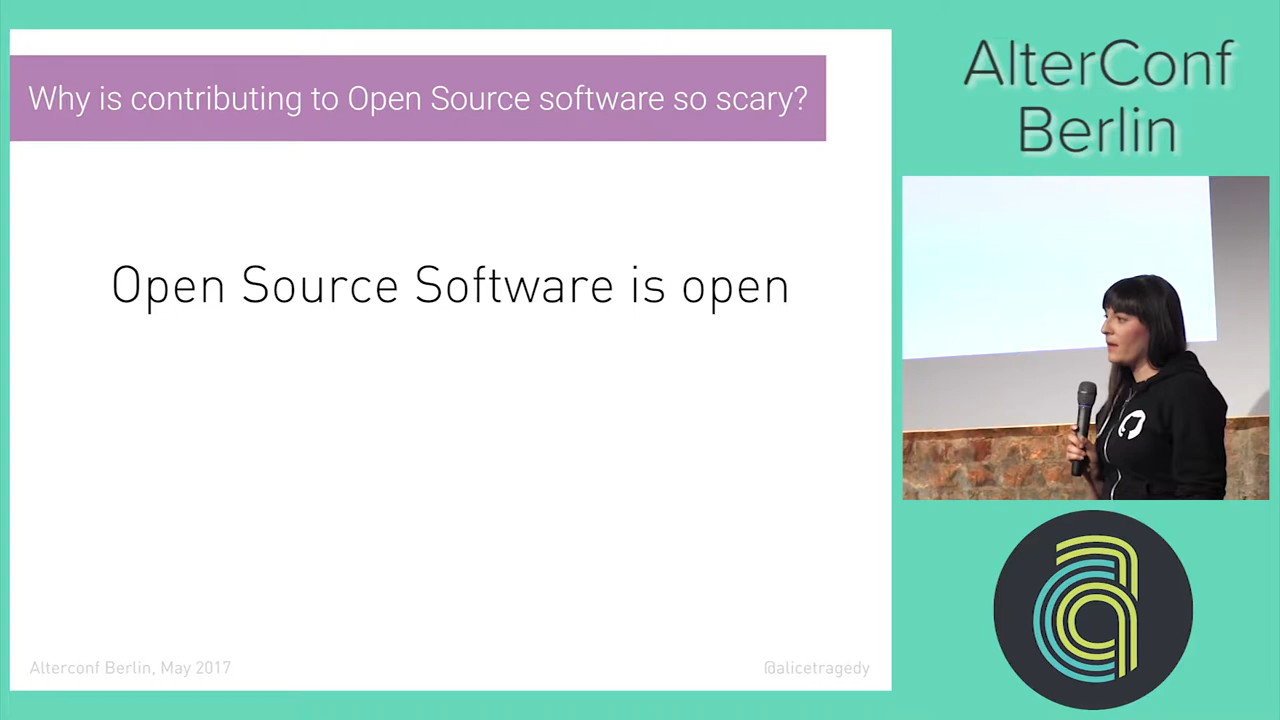 Why is contributing to Open Source software so scary?
Open Source Software is open
Alterconf Berlin, May 2017
@alicetragedy
AlterConf
Berlin